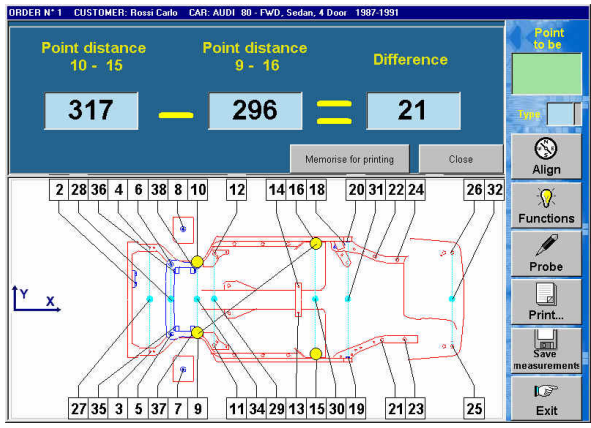 ORDER N° 1 CUSTOMER: Rossi Carlo CAR: AUDI 80 - FWD, Sedan, 4 Door 1987-1991
Point distance
10 - 15
Point distance
9 - 16
Difference
317
296
21
Memorise for printing
Close
Point
to be
Type
Align
Functions
Probe
Print...
Save
measurements
Exit
2 28 36 4 6 38 8 10 12 14 16 18 20 31 22 24 26 32
Y
X
27 35 3 5 37 7 9 11 34 29 13 15 30 19 21 23 25